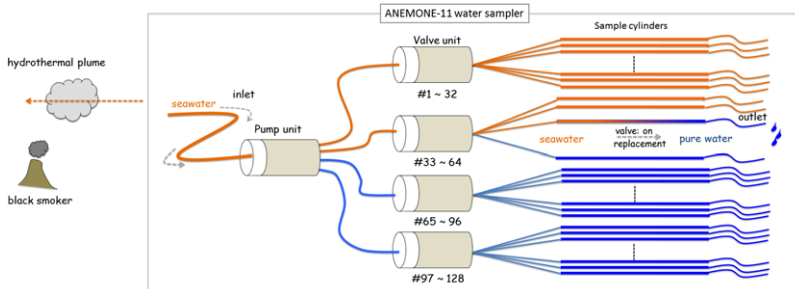 ANEMONE-11 water sampler
hydrothermal plume
black smoker
seawater
inlet
Pump unit
Valve unit
#1 ~ 32
#33 ~ 64
#65 ~ 96
#97 ~ 128
Sample cylinders
seawater
valve: on
replacement
pure water
outlet